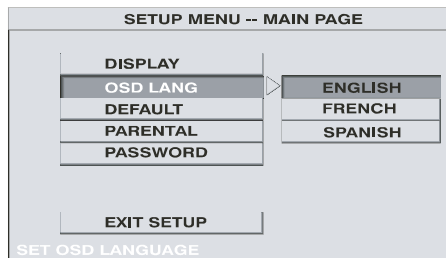 SETUP MENU -- MAIN PAGE
DISPLAY
OSD LANG
DEFAULT
PARENTAL
PASSWORD
ENGLISH
FRENCH
SPANISH
EXIT SETUP
SET OSD LANGUAGE